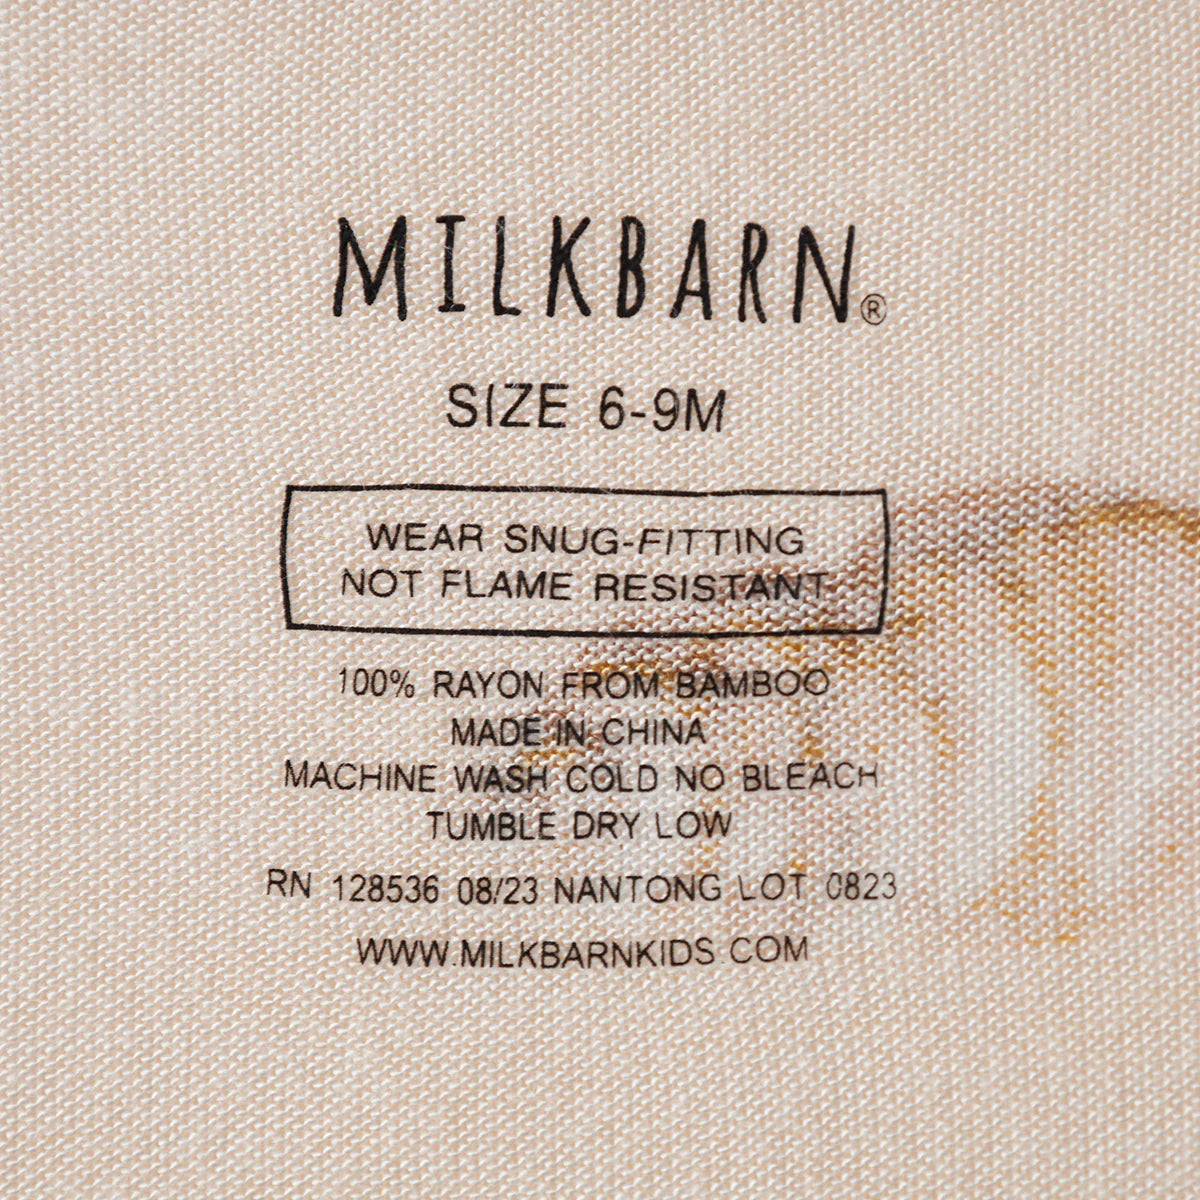 MILKBARN®
SIZE 6-9M
WEAR SNUG-FITTING
NOT FLAME RESISTANT
100% RAYON FROM BAMBOO
MADE IN CHINA
MACHINE WASH COLD NO BLEACH
TUMBLE DRY LOW
RN 128536 08/23 NANTONG LOT 0823
WWW.MILKBARNKIDS.COM